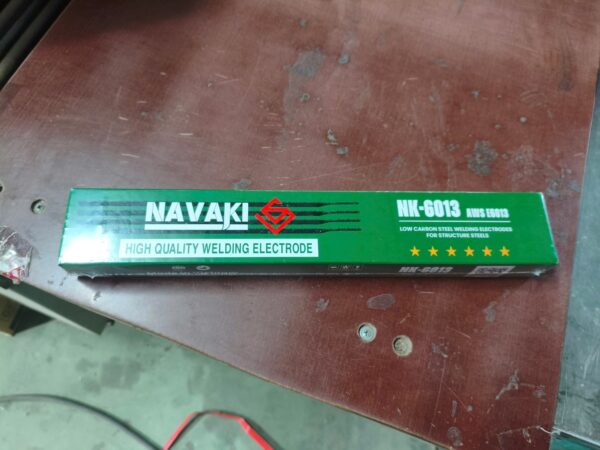 NAVAKI
HIGH QUALITY WELDING ELECTRODE
NK-6013 AWS E6013
LOW CARBON STEEL WELDING ELECTRODES
FOR STRUCTURE STEELS
NK-6013